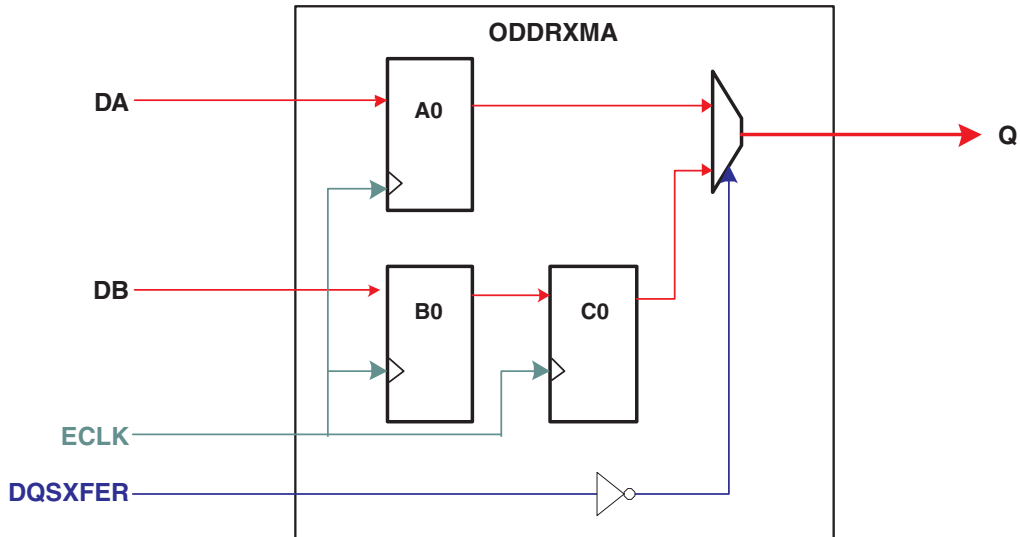 ODDRXMA
DA
A0
Q
DB
B0
C0
ECLK
DQSXFER